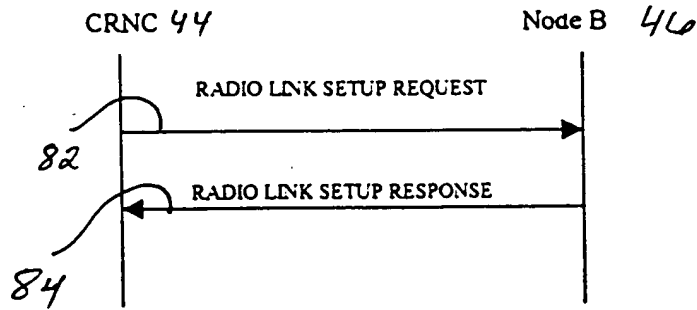 CRNC 44 Node B 46
RADIO LINK SETUP REQUEST
82
RADIO LINK SETUP RESPONSE
84